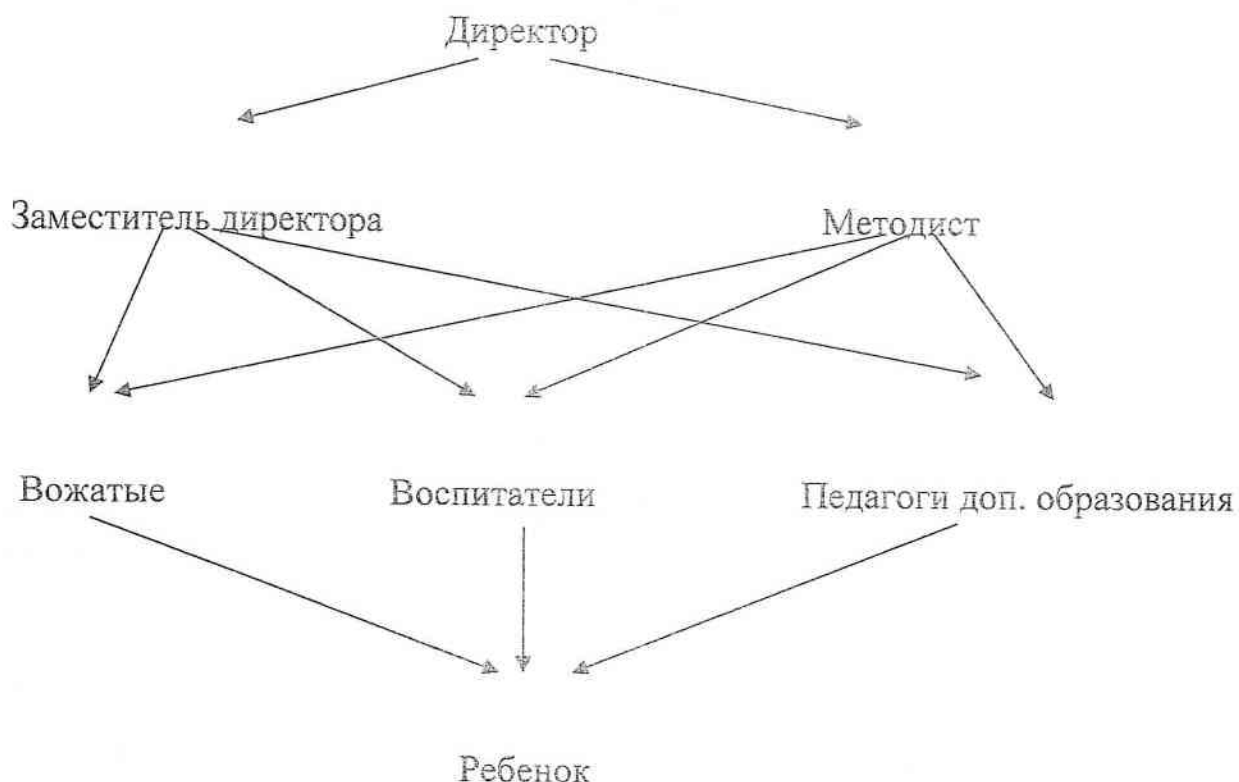 Директор
Заместитель директора
Методист
Вожатые
Воспитатели
Педагоги доп. образования
Ребенок